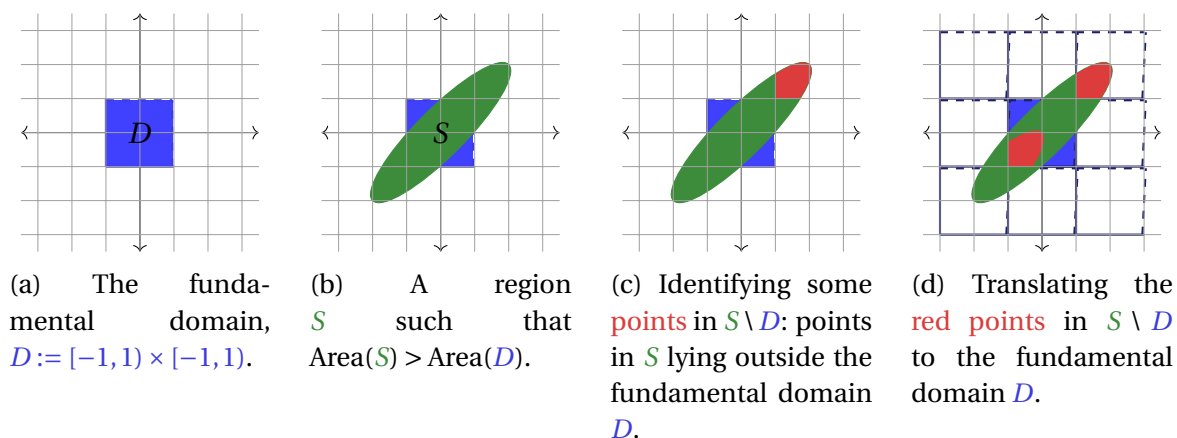 D
S
(a) The funda-
mental domain,
D := [−1, 1) × [−1, 1).
(b) A region
S such that
Area(S) > Area(D).
(c) Identifying some
points in S \ D: points
in S lying outside the
fundamental domain
D.
(d) Translating the
red points in S \ D
to the fundamental
domain D.